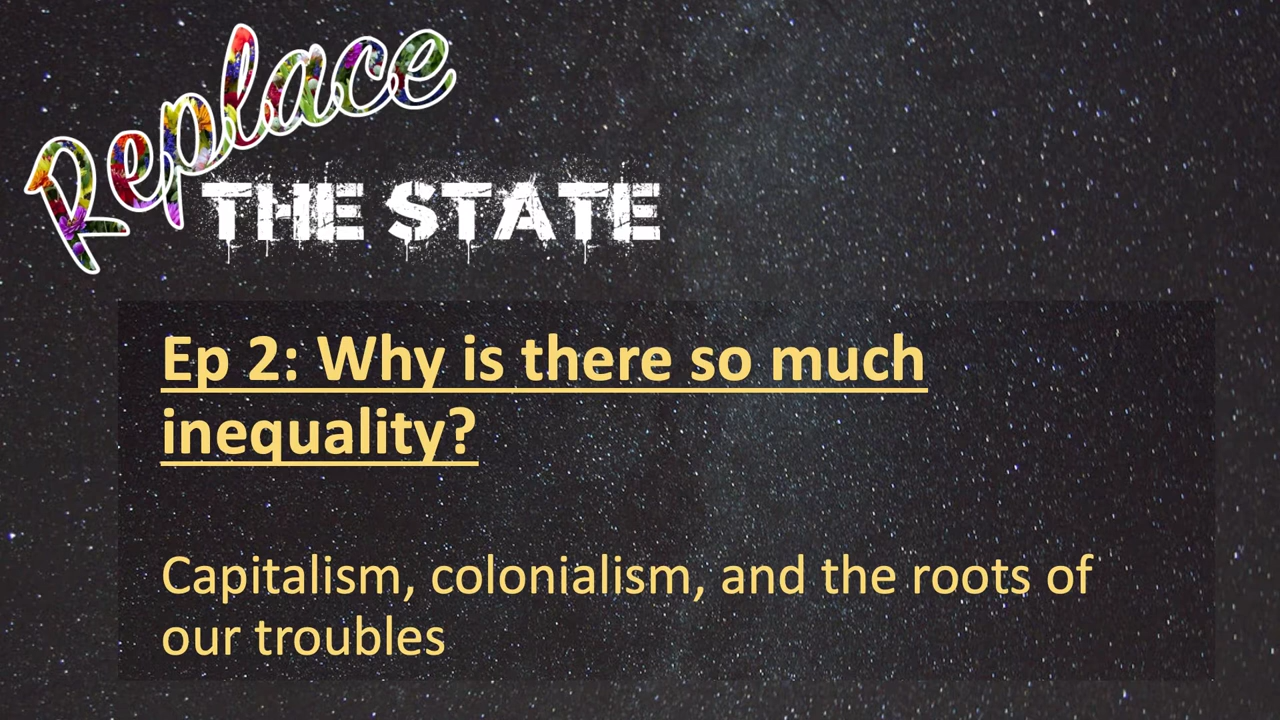 Replace
THE STATE
Ep 2: Why is there so much
inequality?
Capitalism, colonialism, and the roots of
our troubles